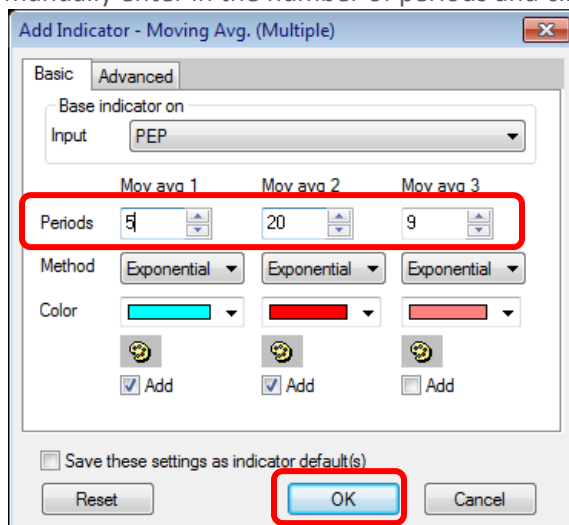 Add Indicator - Moving Avg. (Multiple)
Basic Advanced
Base indicator on
Input PEP
Mov avg 1 Mov avg 2 Mov avg 3
Periods 5 20 9
Method Exponential Exponential Exponential
Color
Add Add Add
Save these settings as indicator default(s)
Reset OK Cancel